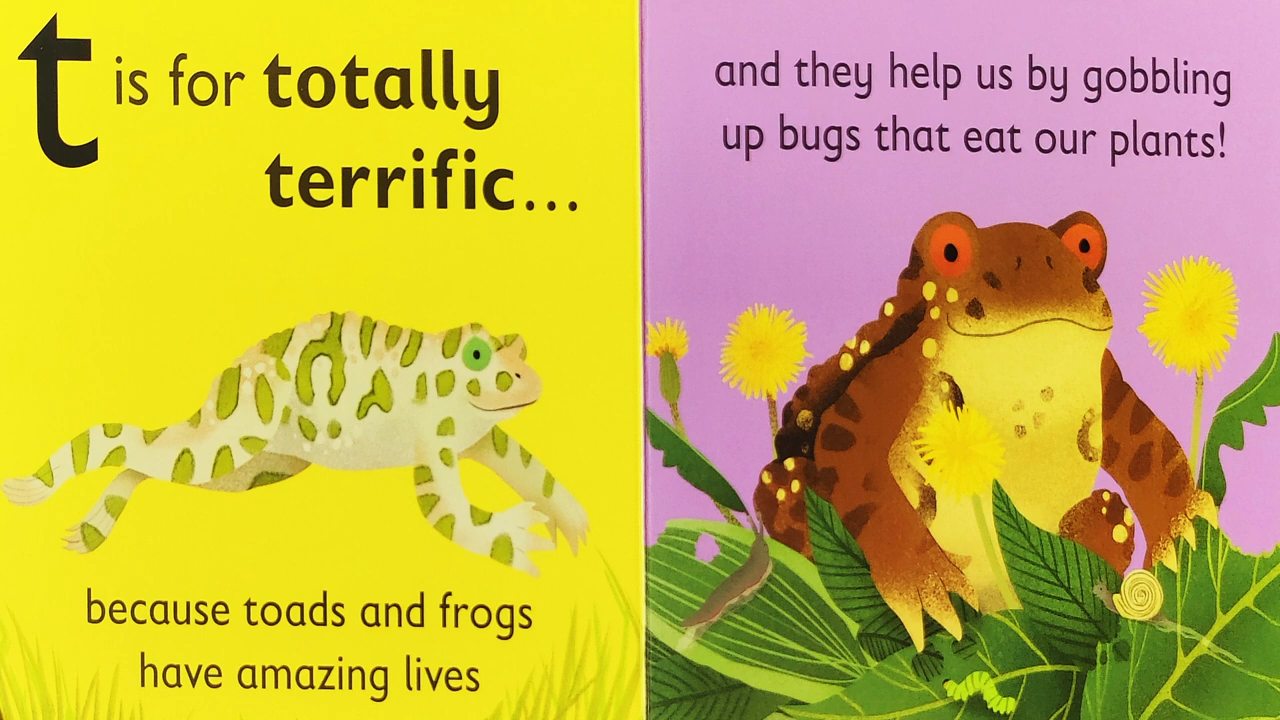 t is for totally
terrific...
because toads and frogs
have amazing lives
and they help us by gobbling
up bugs that eat our plants!